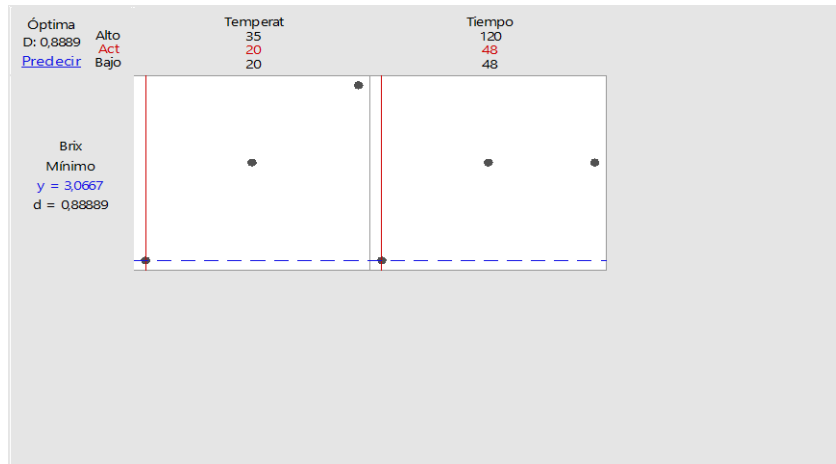 Óptima
D: 0,8889
Predecir
Alto
Act
Bajo
Temperat
35
20
20
Tiempo
120
48
48
Brix
Mínimo
y = 3,0667
d = 0,88889